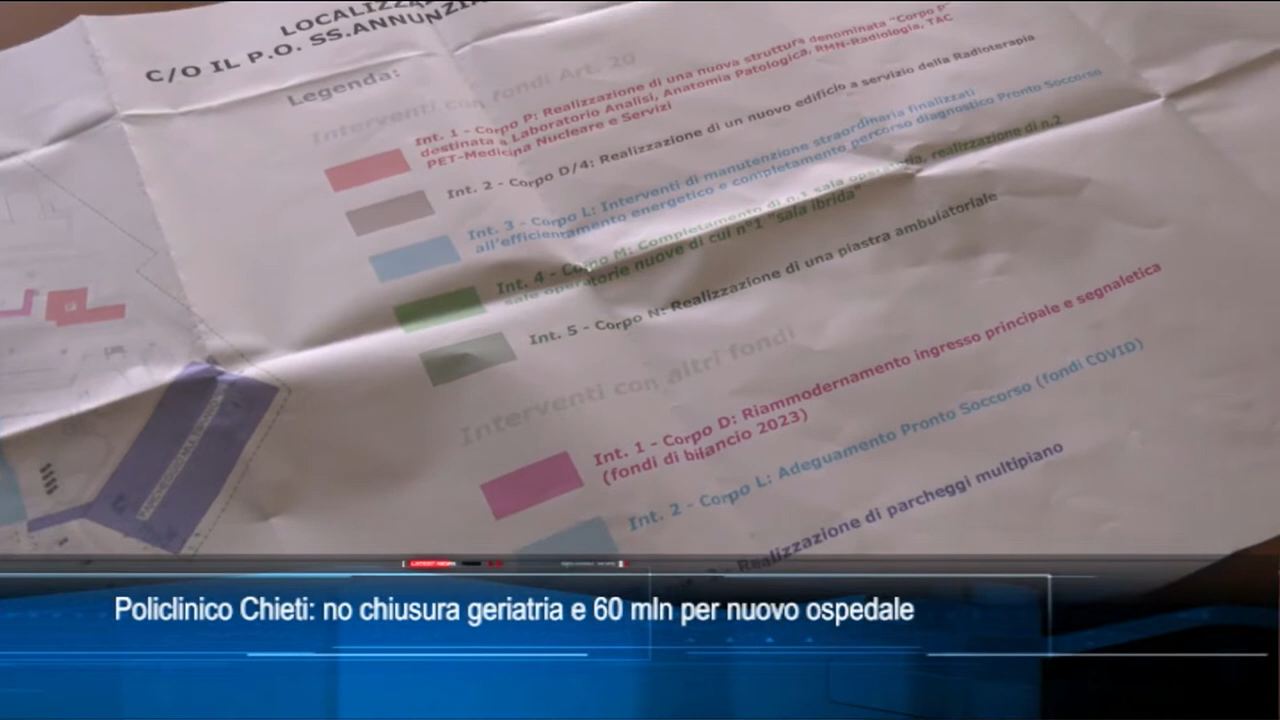 LOCALIZZA
C/O IL P.O. SS.ANNUNZIA
Legenda:
Interventi con fondi Art. 20
Int. 1 - Corpo P: Realizzazione di una nuova struttura denominata "Corpo P"
destinata a Laboratorio Analisi, Anatomia Patologica, RMN-Radiologia, TAC
PET-Medicina Nucleare e Servizi
Int. 2 - Corpo D/4: Realizzazione di un nuovo edificio a servizio della Radioterapia
Int. 3 - Corpo L: Interventi di manutenzione straordinaria finalizzati
all'efficientamento energetico e completamento percorso diagnostico Pronto Soccorso
Int. 4 - Corpo M: Completamento di n.1 sala operatoria, realizzazione di n.2
sale operatorie nuove di cui n°1 "sala ibrida"
Int. 5 - Corpo N: Realizzazione di una piastra ambulatoriale
Interventi con altri fondi
Int. 1 - Corpo D: Riammodernamento ingresso principale e segnaletica
(fondi di bilancio 2023)
Int. 2 - Corpo L: Adeguamento Pronto Soccorso (fondi COVID)
Realizzazione di parcheggi multipiano
LATEST NEWS
Policlinico Chieti: no chiusura geriatria e 60 mln per nuovo ospedale